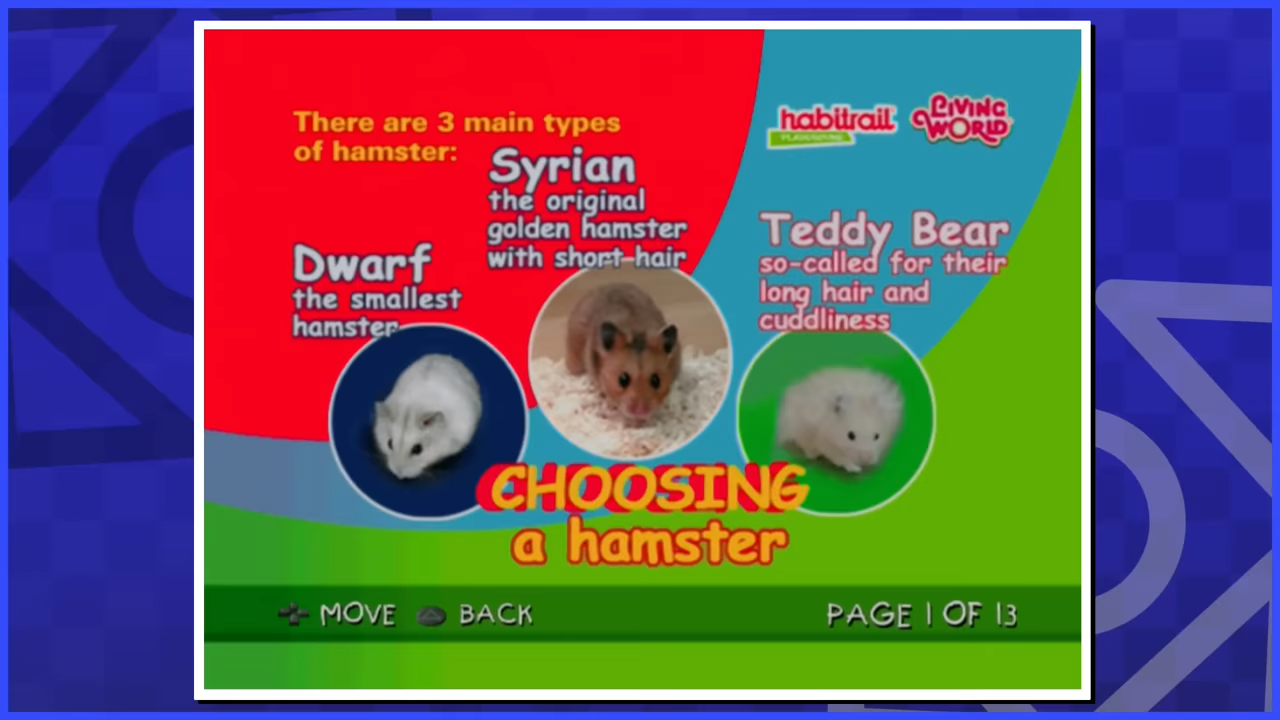 There are 3 main types
of hamster:
habitrail
PLAYGROUND
LIVING
WORLD
Syrian
the original
golden hamster
with short hair
Teddy Bear
so-called for their
long hair and
cuddliness
Dwarf
the smallest
hamster
CHOOSING
a hamster
MOVE BACK PAGE 1 OF 13